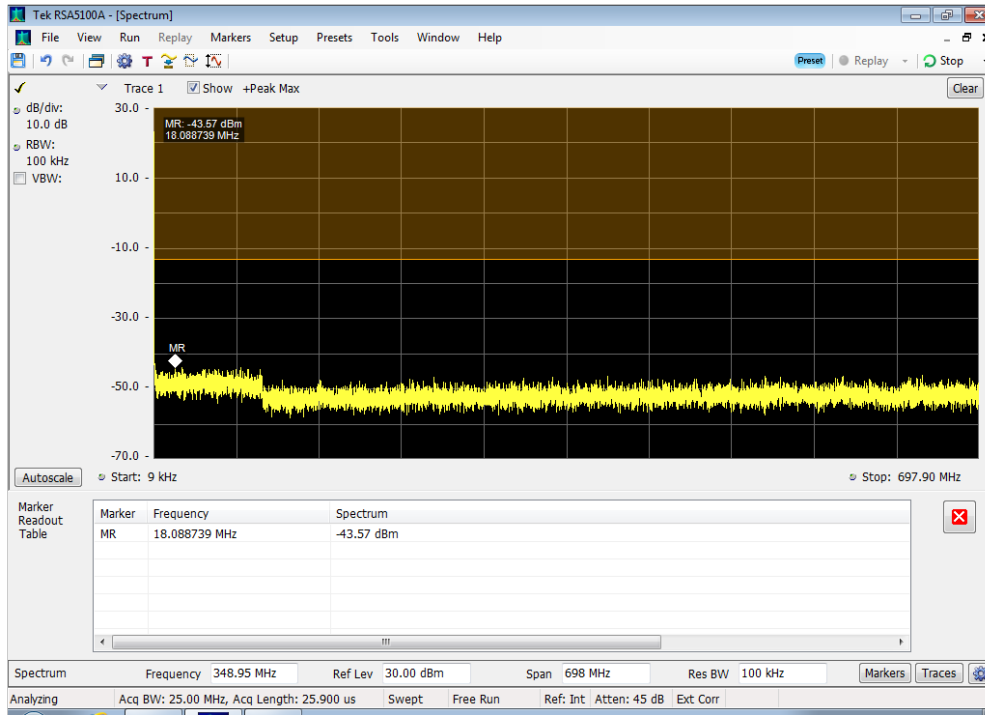 Tek RSA5100A - [Spectrum]
File View Run Replay Markers Setup Presets Tools Window Help
T Preset Replay Stop
Trace 1 Show +Peak Max Clear
dB/div:
10.0 dB
RBW:
100 kHz
VBW:
30.0
MR: -43.57 dBm
18.088739 MHz
10.0
-10.0
-30.0
MR
-50.0
-70.0
Autoscale Start: 9 kHz Stop: 697.90 MHz
Marker
Readout
Table
Marker Frequency Spectrum
MR 18.088739 MHz -43.57 dBm
Spectrum Frequency 348.95 MHz Ref Lev 30.00 dBm Span 698 MHz Res BW 100 kHz Markers Traces
Analyzing Acq BW: 25.00 MHz, Acq Length: 25.900 us Swept Free Run Ref: Int Atten: 45 dB Ext Corr